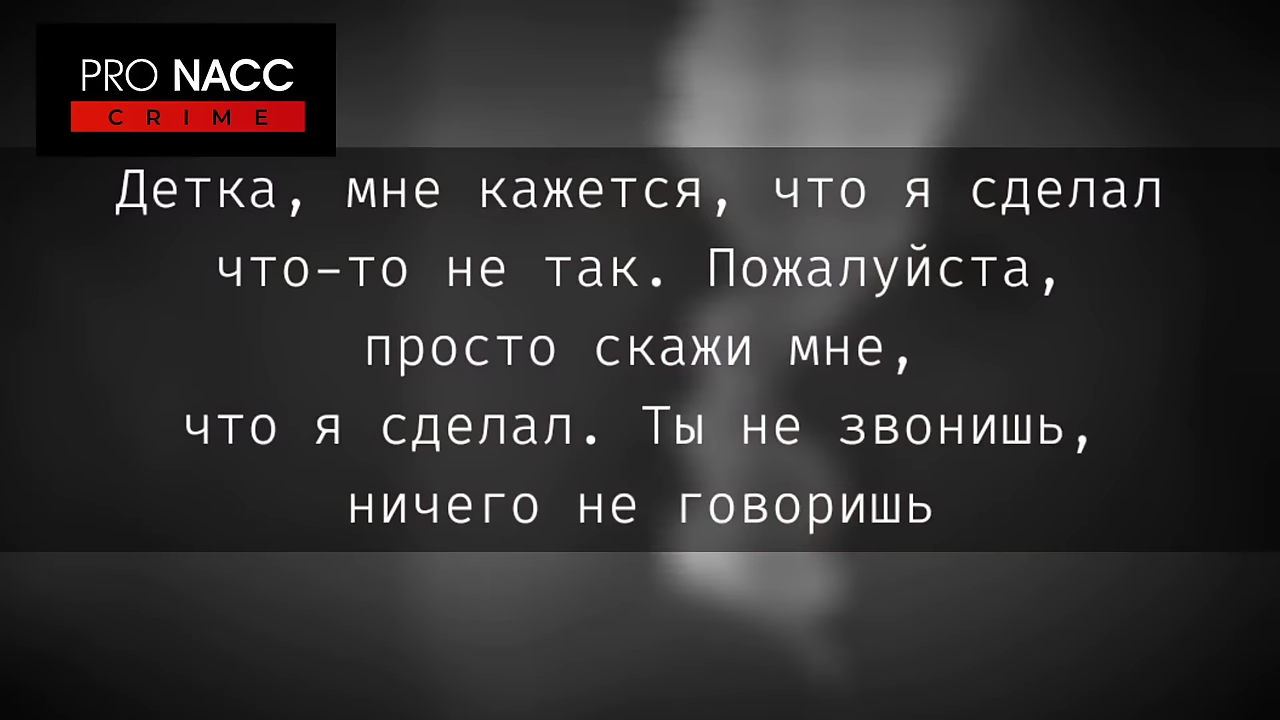 PRO NACC
CRIME
Детка, мне кажется, что я сделал
что-то не так. Пожалуйста,
просто скажи мне,
что я сделал. Ты не звонишь,
ничего не говоришь